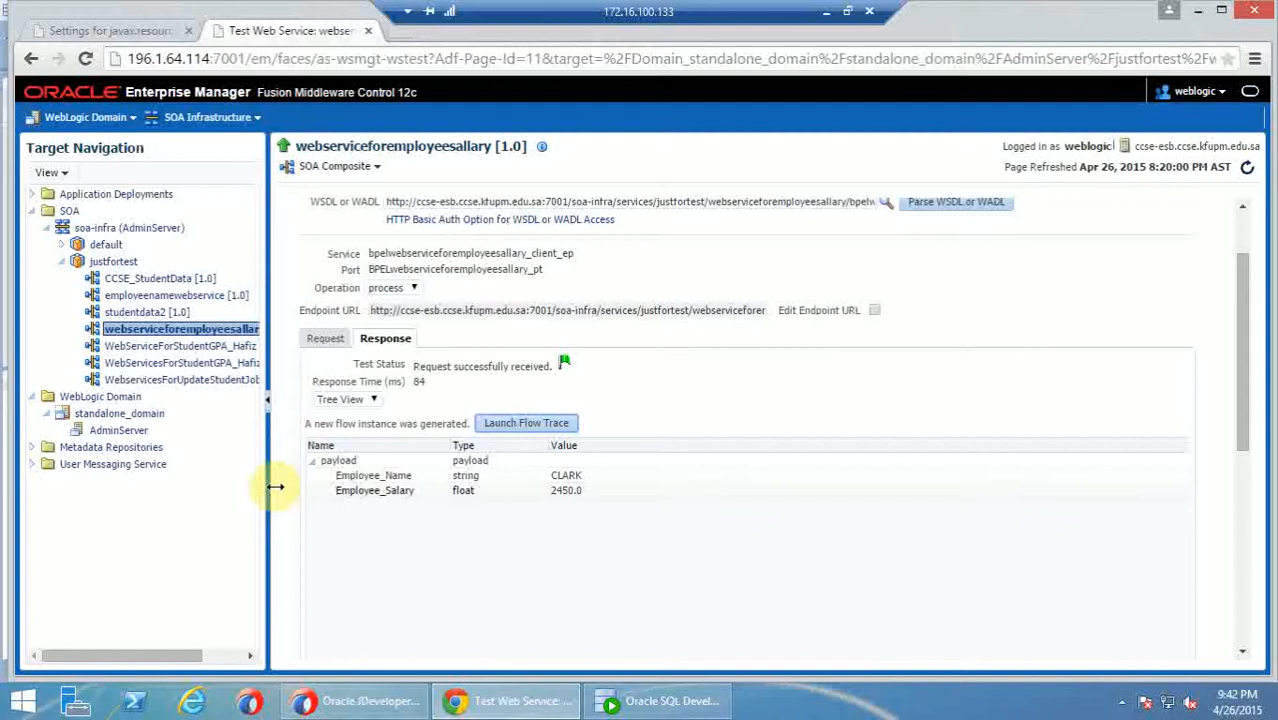 172.16.100.133
Settings for javax.resour
Test Web Service: webser
196.1.64.114:7001/em/faces/as-wsmgt-wstest?Adf-Page-Id=11&target=%2FDomain_standalone_domain%2Fstandalone_domain%2FAdminServer%2Fjustfortest%2Fw
ORACLE Enterprise Manager Fusion Middleware Control 12c
weblogic
WebLogic Domain SOA Infrastructure
Target Navigation
View
Application Deployments
SOA
soa-infra (AdminServer)
default
justfortest
CCSE_StudentData [1.0]
employeenamewebservice [1.0]
studentdata2 [1.0]
webserviceforemployeesallar
WebServiceForStudentGPA_Hafiz
WebServicesForStudentGPA_Hafiz
WebservicesForUpdateStudentJob
WebLogic Domain
standalone_domain
AdminServer
Metadata Repositories
User Messaging Service
webserviceforemployeesallary [1.0]
SOA Composite
Logged in as weblogic
ccse-esb.ccse.kfupm.edu.sa
Page Refreshed Apr 26, 2015 8:20:00 PM AST
WSDL or WADL http://ccse-esb.ccse.kfupm.edu.sa:7001/soa-infra/services/justfortest/webserviceforemployeesallary/bpelw
Parse WSDL or WADL
HTTP Basic Auth Option for WSDL or WADL Access
Service bpelwebserviceforemployeesallary_client_ep
Port BPELwebserviceforemployeesallary_pt
Operation process
Endpoint URL http://ccse-esb.ccse.kfupm.edu.sa:7001/soa-infra/services/justfortest/webserviceforer
Edit Endpoint URL
Request Response
Test Status Request successfully received.
Response Time (ms) 84
Tree View
A new flow instance was generated. Launch Flow Trace
Name Type Value
payload payload
Employee_Name string CLARK
Employee_Salary float 2450.0
Oracle JDeveloper...
Test Web Service: ...
Oracle SQL Devel...
9:42 PM
4/26/2015